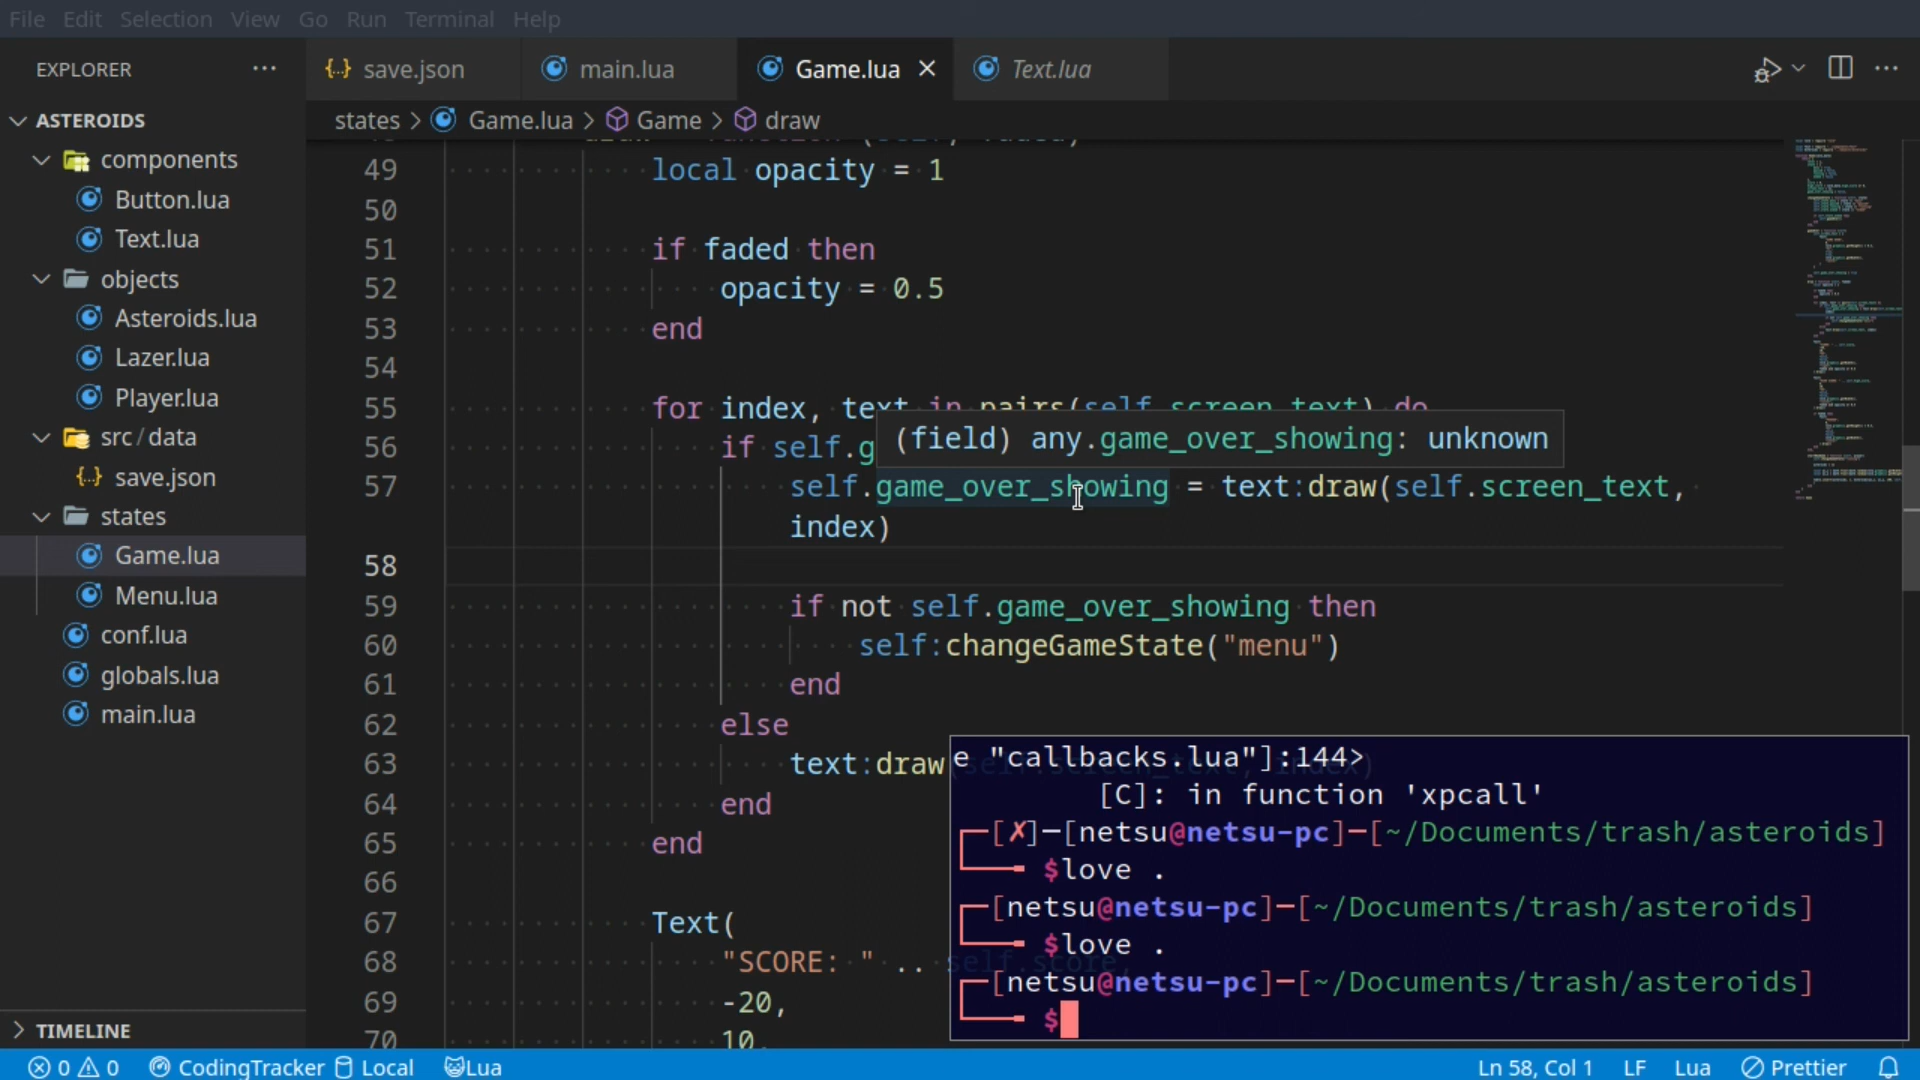 File Edit Selection View Go Run Terminal Help
EXPLORER
save.json
main.lua
Game.lua
Text.lua
ASTEROIDS
components
Button.lua
Text.lua
objects
Asteroids.lua
Lazer.lua
Player.lua
src/data
save.json
states
Game.lua
Menu.lua
conf.lua
globals.lua
main.lua
TIMELINE
states > Game.lua > Game > draw
49 local opacity = 1
50
51 if faded then
52 opacity = 0.5
53 end
54
55 for index, text in pairs(self.screen_text) do
(field) any.game_over_showing: unknown
56 if self.g
57 self.game_over_showing = text:draw(self.screen_text,
index)
58
59 if not self.game_over_showing then
60 self:changeGameState("menu")
61 end
62 else
63 text:draw(self.screen_text, index)
64 end
65 end
66
67 Text(
68 "SCORE: " .. self.score,
69 -20,
70 10,
e "callbacks.lua"]:144>
[C]: in function 'xpcall'
[✗]─[netsu@netsu-pc]─[~/Documents/trash/asteroids]
$love .
[netsu@netsu-pc]─[~/Documents/trash/asteroids]
$love .
[netsu@netsu-pc]─[~/Documents/trash/asteroids]
$
0 0 CodingTracker Local Lua Ln 58, Col 1 LF Lua Prettier